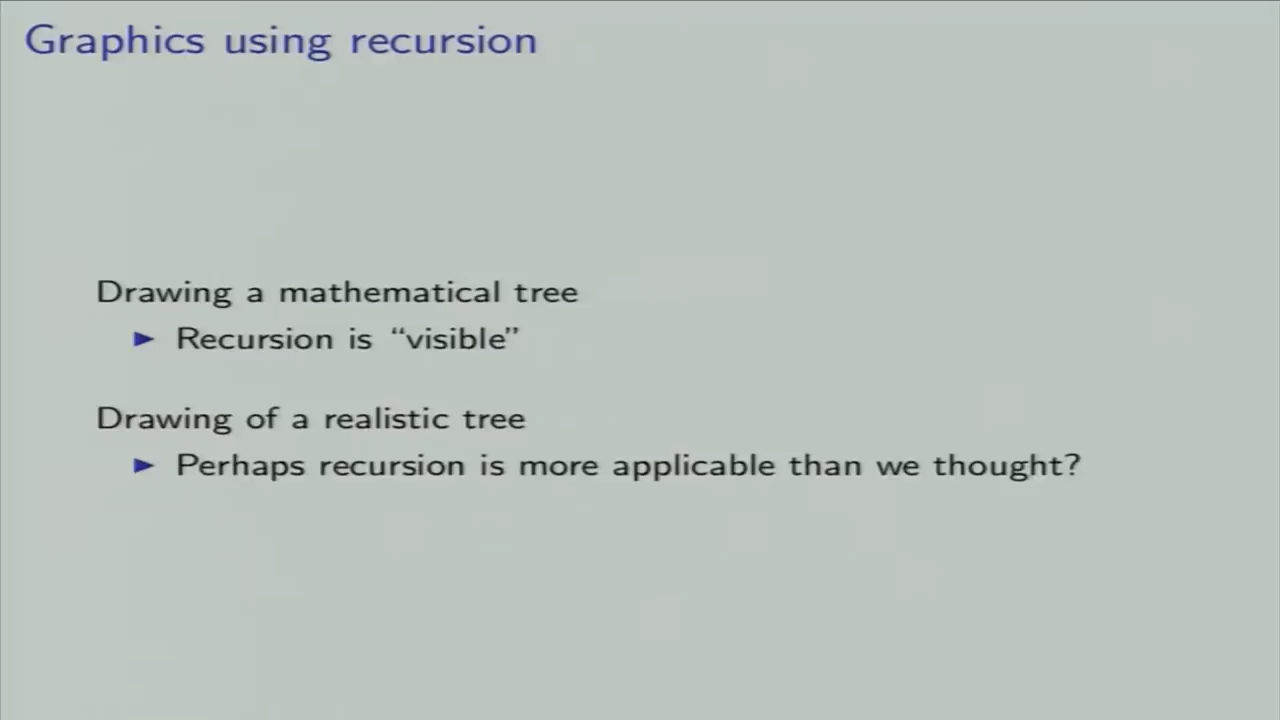 Graphics using recursion
Drawing a mathematical tree
▶ Recursion is “visible”
Drawing of a realistic tree
▶ Perhaps recursion is more applicable than we thought?